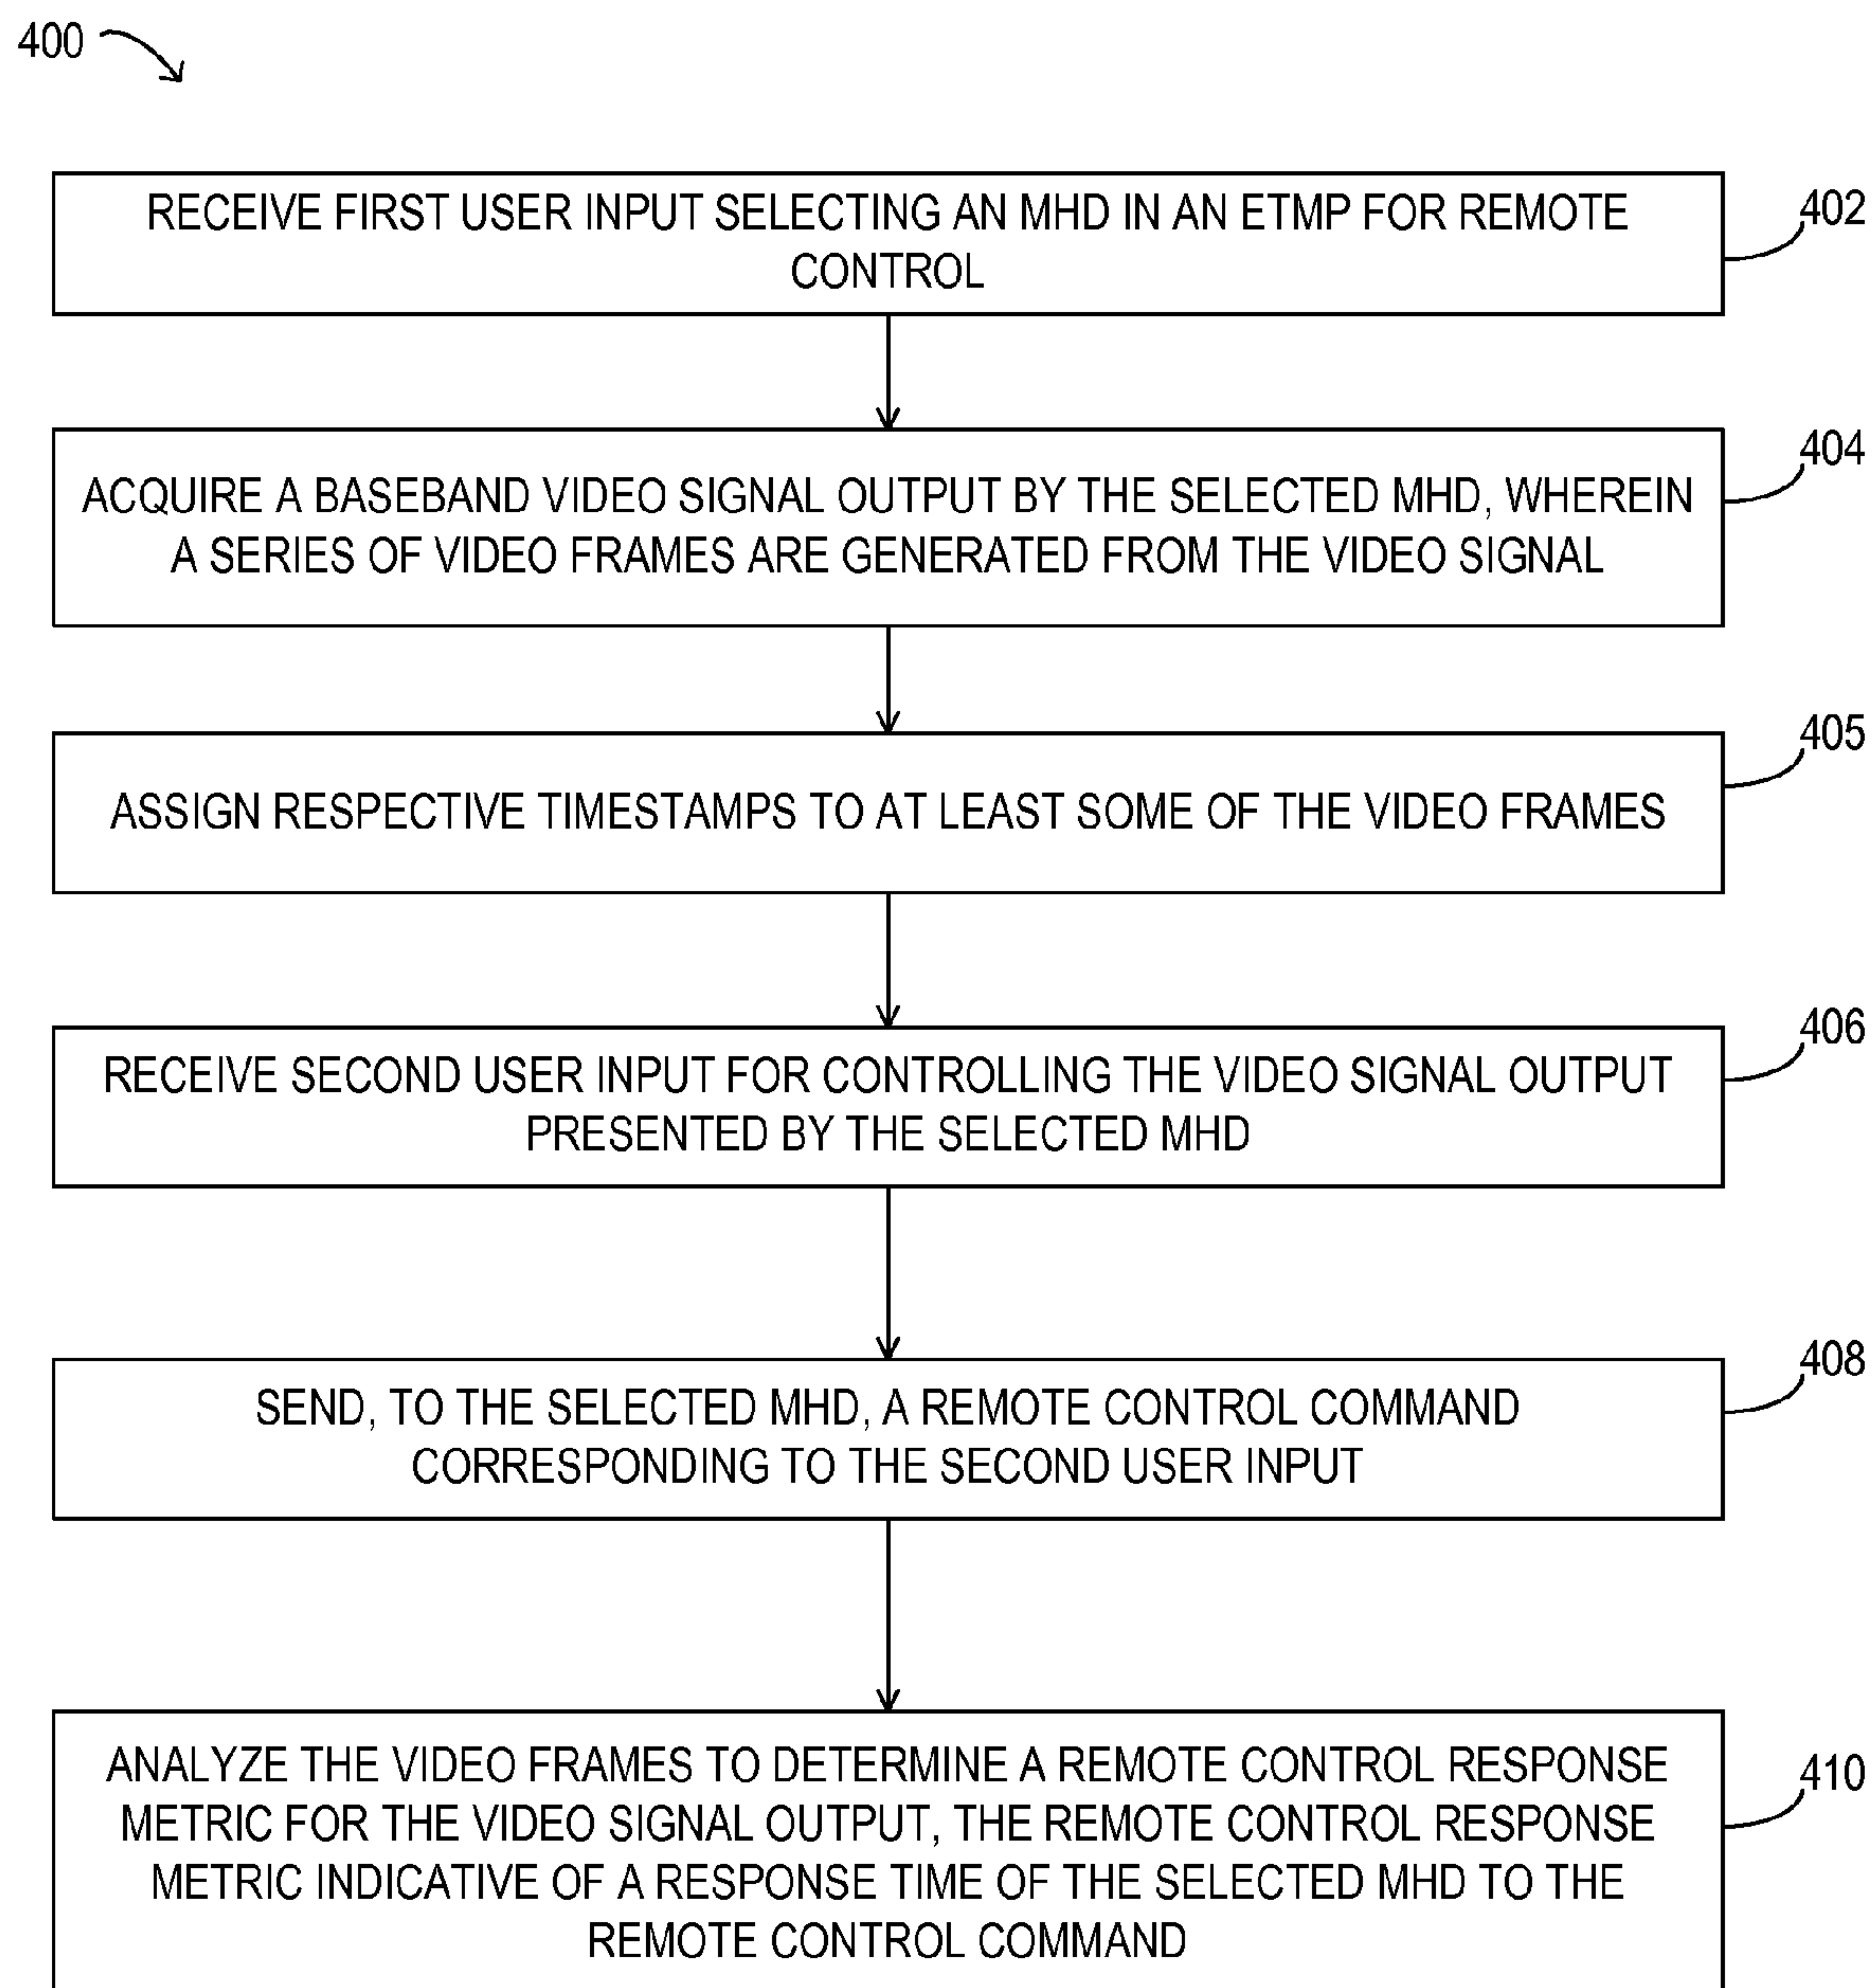 400
RECEIVE FIRST USER INPUT SELECTING AN MHD IN AN ETMP FOR REMOTE
CONTROL
402
ACQUIRE A BASEBAND VIDEO SIGNAL OUTPUT BY THE SELECTED MHD, WHEREIN
A SERIES OF VIDEO FRAMES ARE GENERATED FROM THE VIDEO SIGNAL
404
ASSIGN RESPECTIVE TIMESTAMPS TO AT LEAST SOME OF THE VIDEO FRAMES
405
RECEIVE SECOND USER INPUT FOR CONTROLLING THE VIDEO SIGNAL OUTPUT
PRESENTED BY THE SELECTED MHD
406
SEND, TO THE SELECTED MHD, A REMOTE CONTROL COMMAND
CORRESPONDING TO THE SECOND USER INPUT
408
ANALYZE THE VIDEO FRAMES TO DETERMINE A REMOTE CONTROL RESPONSE
METRIC FOR THE VIDEO SIGNAL OUTPUT, THE REMOTE CONTROL RESPONSE
METRIC INDICATIVE OF A RESPONSE TIME OF THE SELECTED MHD TO THE
REMOTE CONTROL COMMAND
410